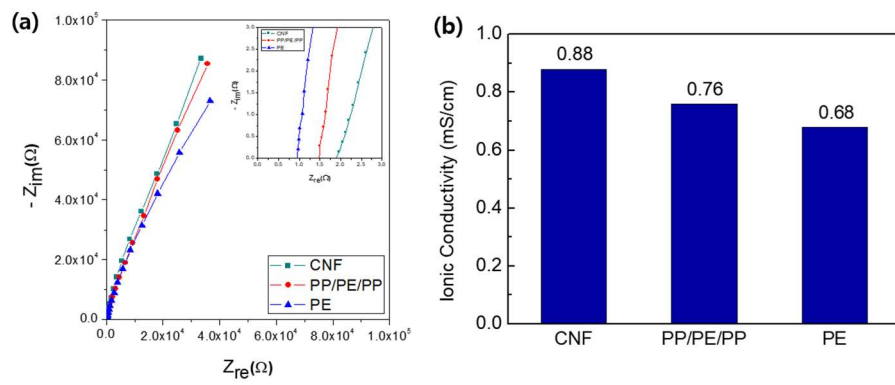 (a)
1.0x10^5
8.0x10^4
6.0x10^4
4.0x10^4
2.0x10^4
0.0
- Z_im(Ω)
0.0 2.0x10^4 4.0x10^4 6.0x10^4 8.0x10^4 1.0x10^5
Z_re(Ω)
CNF
PP/PE/PP
PE
3.0
2.5
2.0
1.5
1.0
0.5
0.0
- Z_im(Ω)
0.0 0.5 1.0 1.5 2.0 2.5 3.0
Z_re(Ω)
CNF
PP/PE/PP
PE
(b)
1.0
0.8
0.6
0.4
0.2
0.0
Ionic Conductivity (mS/cm)
0.88
0.76
0.68
CNF PP/PE/PP PE